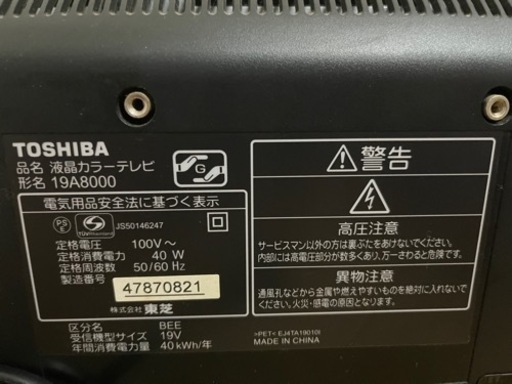 TOSHIBA
品名 液晶カラーテレビ
形名 19A8000
G
電気用品安全法に基づく表示
PS
E
TÜVRheinland
JS50146247
定格電圧 100V～
定格消費電力 40 W
定格周波数 50/60 Hz
製造番号
47870821
株式会社 東芝
区分名 BEE
受信機型サイズ 19V
年間消費電力量 40kWh/年
警告
高圧注意
サービスマン以外の方は裏ぶたをあけないでください。
内部には高電圧部分が数多くあり、万一さわると危険です。
異物注意
通風孔などから金属や燃えやすいものなど異物を入れないで
ください。火災・感電の原因となります。
>PET< EJ4TA19010I
MADE IN CHINA